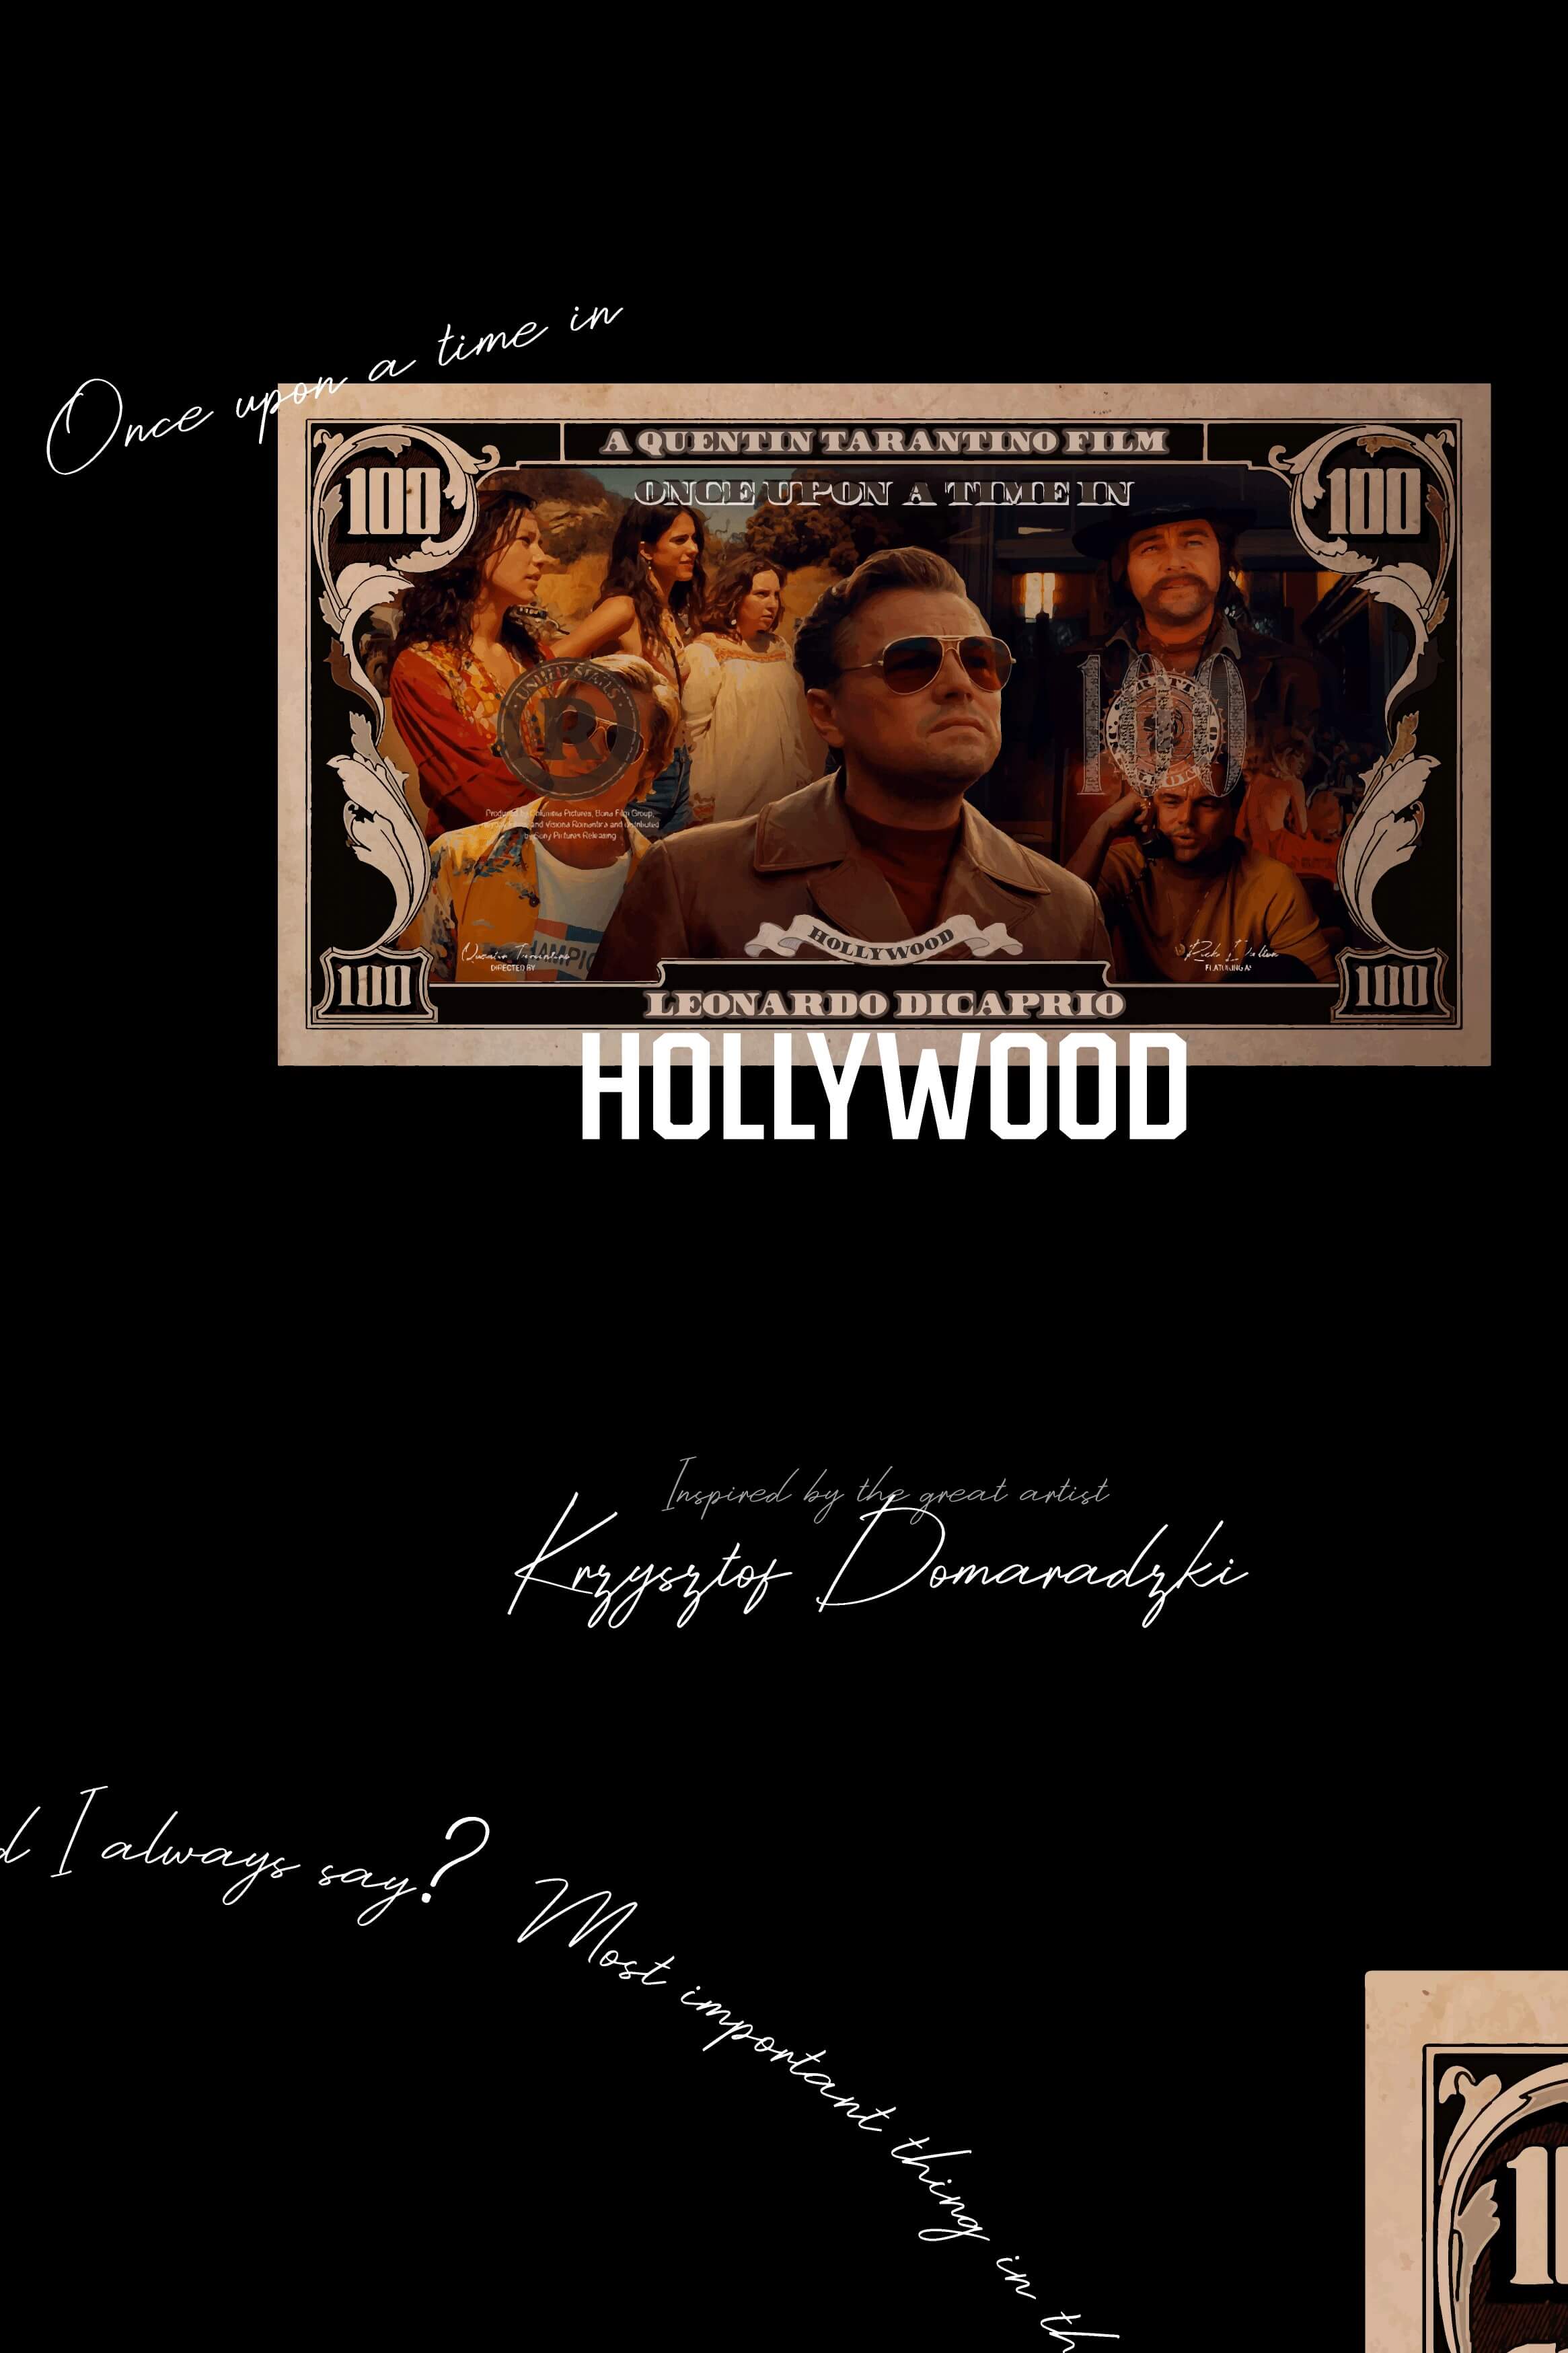 Once upon a time in
A QUENTIN TARANTINO FILM
100
100
ONCE UPON A TIME IN
UNITED STATES
R
100
Produced by Columbia Pictures, Bona Film Group,
and Visiona Romantica and distributed
by Sony Pictures Releasing
HAMPIO
Quentin Tarantino
DIRECTED BY
HOLLYWOOD
Rick Dalton
FEATURING AS
100
100
LEONARDO DICAPRIO
HOLLYWOOD
Inspired by the great artist
Krzysztof Domaradzki
d I always say? Most important thing in th
1